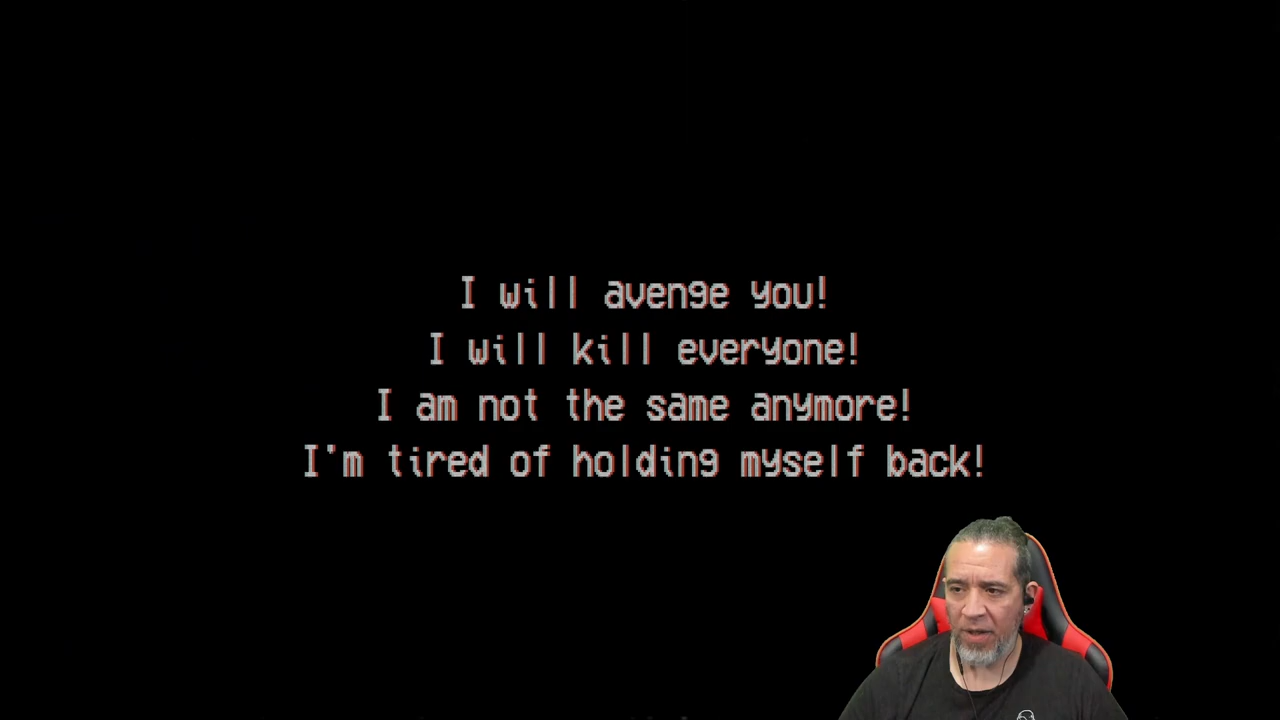 I will avenge you!
I will kill everyone!
I am not the same anymore!
I'm tired of holding myself back!